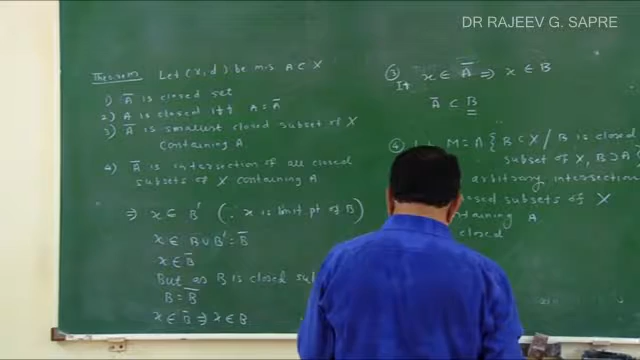 DR RAJEEV G. SAPRE
Theorem Let (X, d) be m.s. A ⊂ X
1) A̅ is closed set
2) A is closed iff A = A̅
3) A̅ is smallest closed subset of X
containing A
4) A̅ is intersection of all closed
subsets of X containing A
⇒ x ∈ B' (∵ x is limit pt of B)
x ∈ B ∪ B' = B̅
x ∈ B̅
But as B is closed
B = B̅
x ∈ B̅ ⇒ x ∈ B
③ If x ∈ A̅ ⇒ x ∈ B
A̅ ⊂ B
④ M = ∩ { B ⊂ X / B is closed
subset of X, B ⊃ A }
arbitrary intersection
subsets of X
A
closed